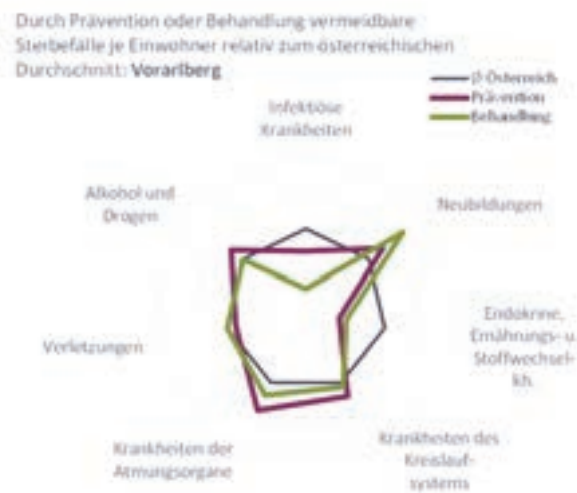 Durch Prävention oder Behandlung vermeidbare
Sterbefälle je Einwohner relativ zum österreichischen
Durchschnitt: Vorarlberg
Ø Österreich
Prävention
Behandlung
Infektiöse
Krankheiten
Alkohol und
Drogen
Neubildungen
Endokrine,
Ernährungs- u.
Stoffwechsel-
kh.
Verletzungen
Krankheiten der
Atmungsorgane
Krankheiten des
Kreislauf-
systems